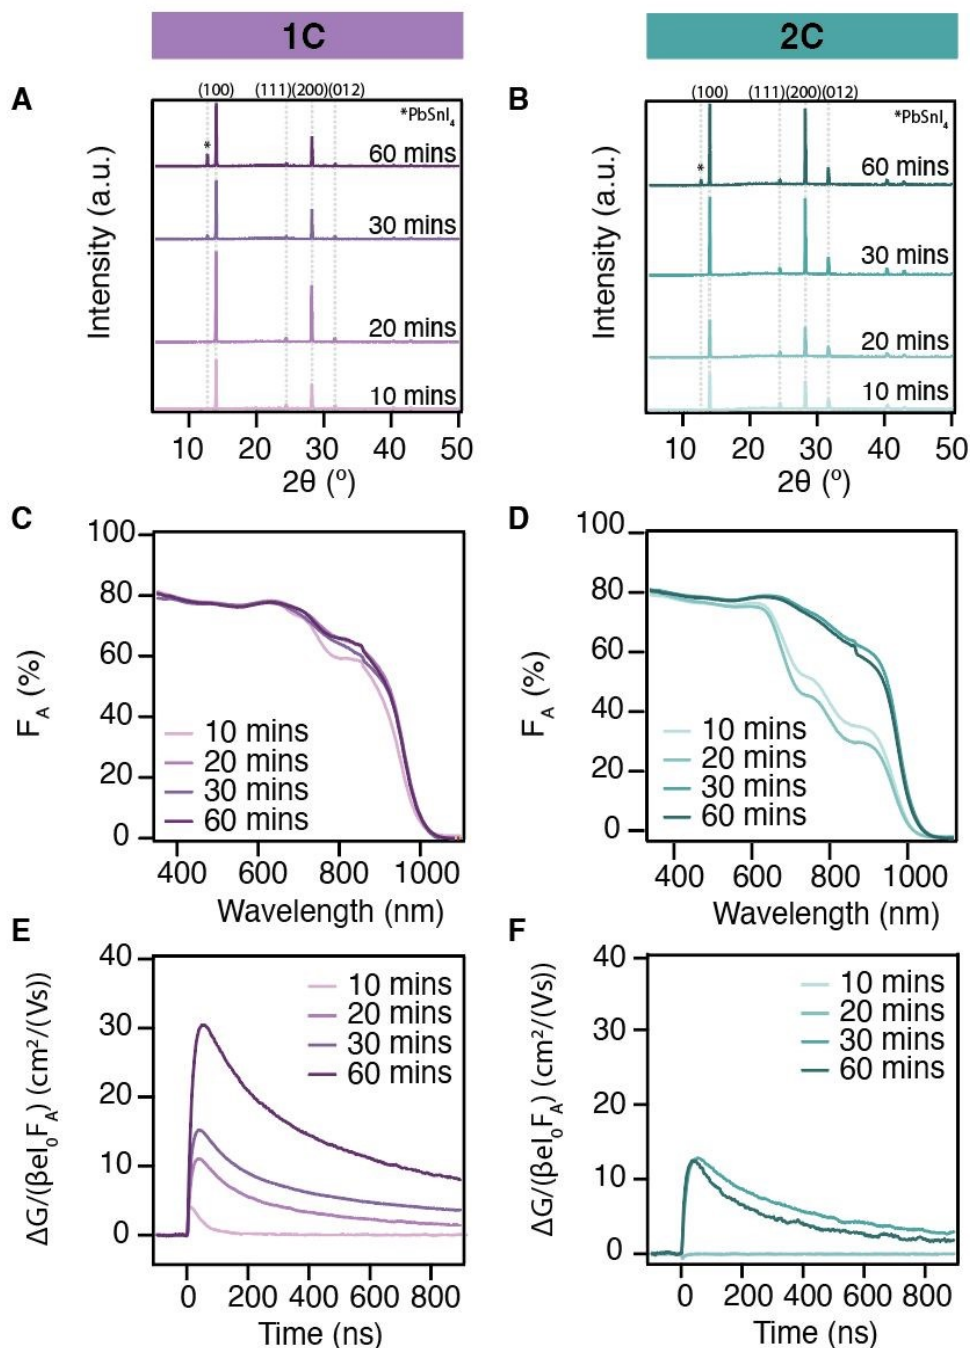 1C
2C
A
(100) (111)(200)(012)
*PbSnI₄
*
60 mins
30 mins
20 mins
10 mins
Intensity (a.u.)
10 20 30 40 50
2θ (º)
B
(100) (111)(200)(012)
*PbSnI₄
*
60 mins
30 mins
20 mins
10 mins
Intensity (a.u.)
10 20 30 40 50
2θ (º)
C
100
80
60
40
20
0
F_A (%)
10 mins
20 mins
30 mins
60 mins
400 600 800 1000
Wavelength (nm)
D
100
80
60
40
20
0
F_A (%)
10 mins
20 mins
30 mins
60 mins
400 600 800 1000
Wavelength (nm)
E
40
30
20
10
0
ΔG/(βeI₀F_A) (cm²/(Vs))
10 mins
20 mins
30 mins
60 mins
0 200 400 600 800
Time (ns)
F
40
30
20
10
0
ΔG/(βeI₀F_A) (cm²/(Vs))
10 mins
20 mins
30 mins
60 mins
0 200 400 600 800
Time (ns)